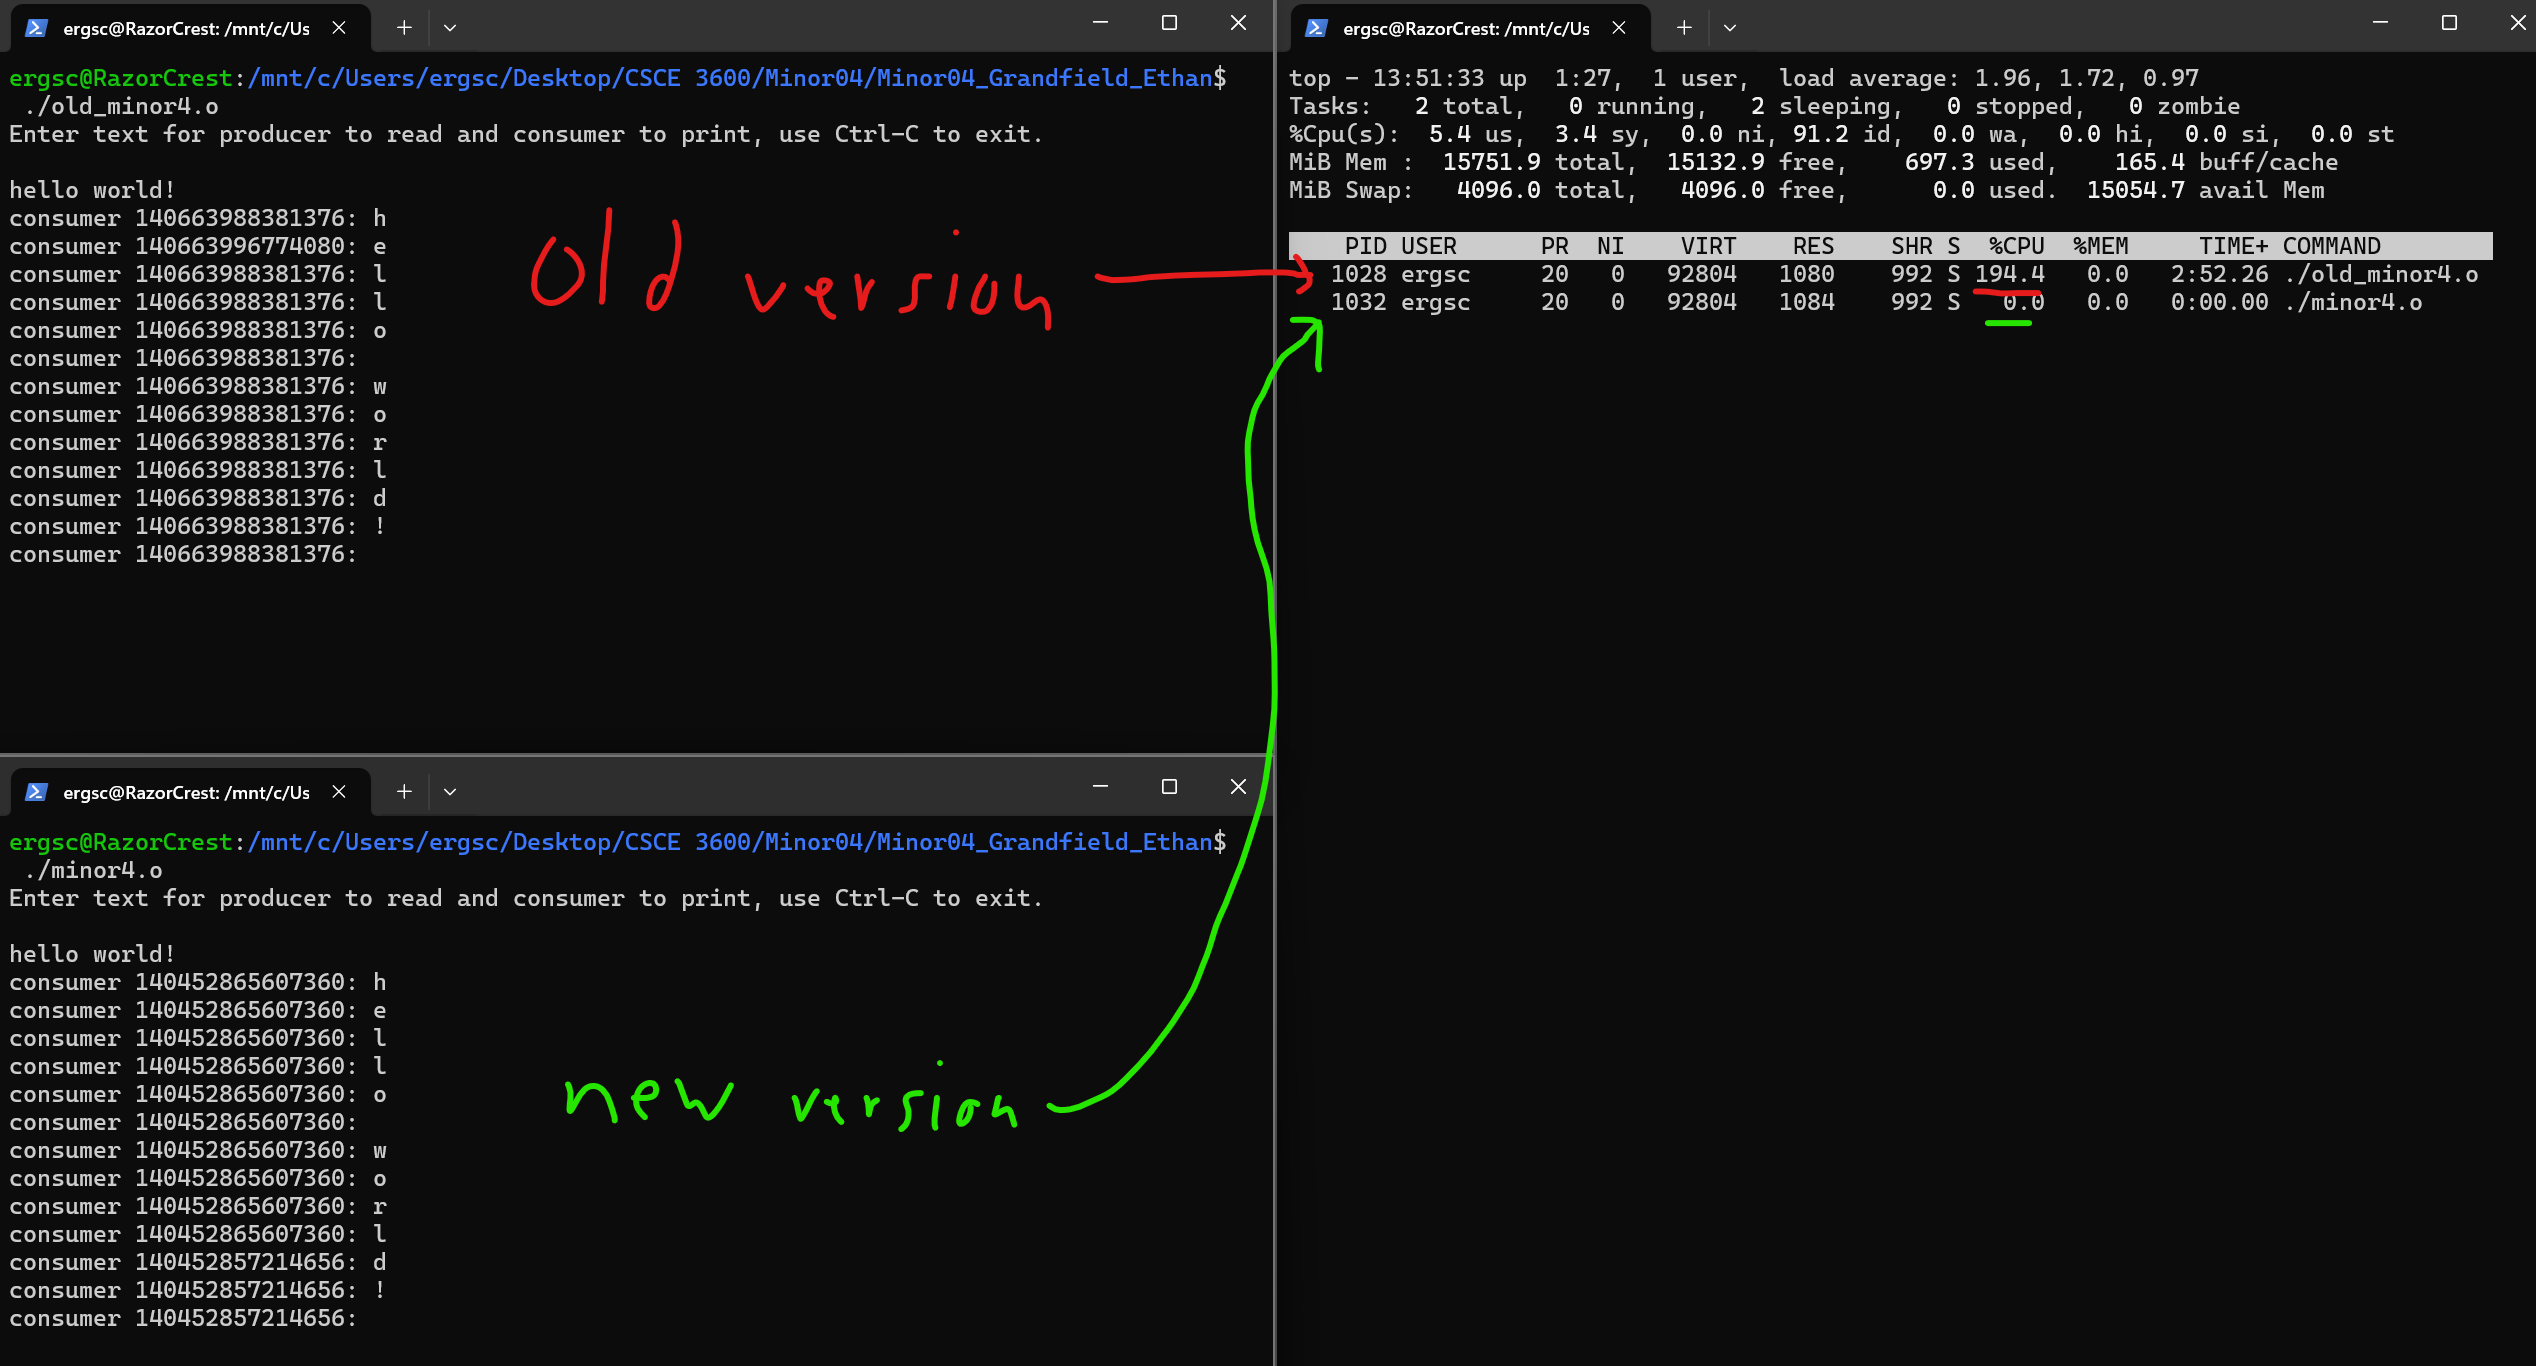 ergsc@RazorCrest: /mnt/c/Us
ergsc@RazorCrest:/mnt/c/Users/ergsc/Desktop/CSCE 3600/Minor04/Minor04_Grandfield_Ethan$
./old_minor4.o
Enter text for producer to read and consumer to print, use Ctrl-C to exit.
hello world!
consumer 140663988381376: h
consumer 140663996774080: e
consumer 140663988381376: l
consumer 140663988381376: l
consumer 140663988381376: o
consumer 140663988381376:
consumer 140663988381376: w
consumer 140663988381376: o
consumer 140663988381376: r
consumer 140663988381376: l
consumer 140663988381376: d
consumer 140663988381376: !
consumer 140663988381376:
old version
ergsc@RazorCrest: /mnt/c/Us
ergsc@RazorCrest:/mnt/c/Users/ergsc/Desktop/CSCE 3600/Minor04/Minor04_Grandfield_Ethan$
./minor4.o
Enter text for producer to read and consumer to print, use Ctrl-C to exit.
hello world!
consumer 140452865607360: h
consumer 140452865607360: e
consumer 140452865607360: l
consumer 140452865607360: l
consumer 140452865607360: o
consumer 140452865607360:
consumer 140452865607360: w
consumer 140452865607360: o
consumer 140452865607360: r
consumer 140452865607360: l
consumer 140452857214656: d
consumer 140452857214656: !
consumer 140452857214656:
new version
ergsc@RazorCrest: /mnt/c/Us
top - 13:51:33 up  1:27,  1 user,  load average: 1.96, 1.72, 0.97
Tasks:   2 total,   0 running,   2 sleeping,   0 stopped,   0 zombie
%Cpu(s):  5.4 us,  3.4 sy,  0.0 ni, 91.2 id,  0.0 wa,  0.0 hi,  0.0 si,  0.0 st
MiB Mem :  15751.9 total,  15132.9 free,    697.3 used,    165.4 buff/cache
MiB Swap:   4096.0 total,   4096.0 free,      0.0 used.  15054.7 avail Mem
PID USER      PR  NI    VIRT    RES    SHR S  %CPU  %MEM     TIME+ COMMAND
1028 ergsc     20   0   92804   1080    992 S 194.4   0.0   2:52.26 ./old_minor4.o
1032 ergsc     20   0   92804   1084    992 S   0.0   0.0   0:00.00 ./minor4.o